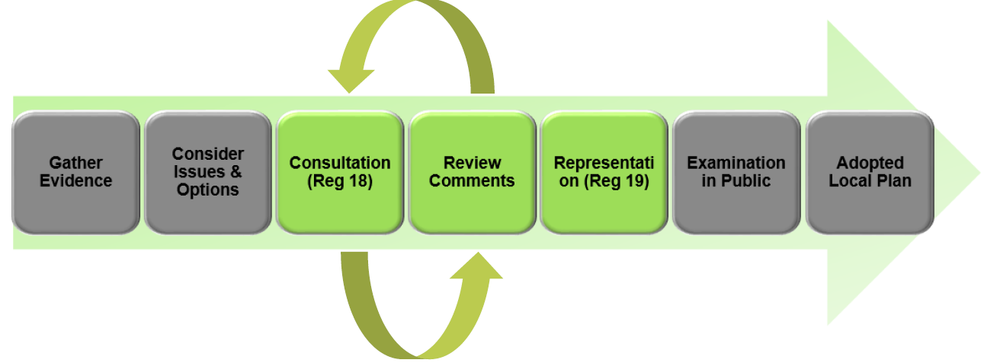 Gather
Evidence
Consider
Issues &
Options
Consultation
(Reg 18)
Review
Comments
Representati
on (Reg 19)
Examination
in Public
Adopted
Local Plan